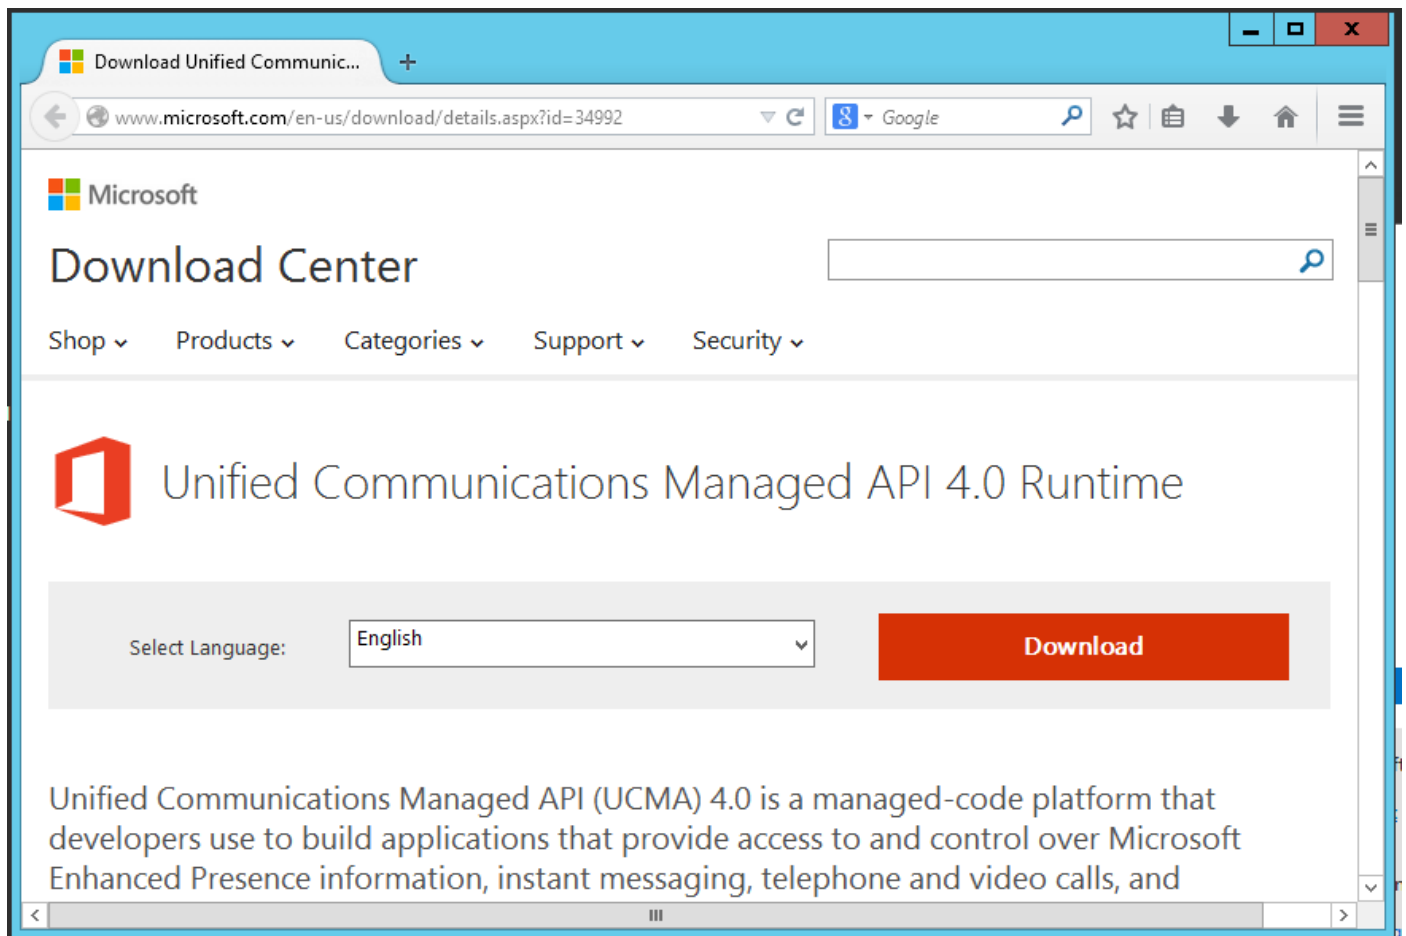 Download Unified Communic...
www.microsoft.com/en-us/download/details.aspx?id=34992
Google
Microsoft
Download Center
Shop Products Categories Support Security
Unified Communications Managed API 4.0 Runtime
Select Language: English Download
Unified Communications Managed API (UCMA) 4.0 is a managed-code platform that
developers use to build applications that provide access to and control over Microsoft
Enhanced Presence information, instant messaging, telephone and video calls, and